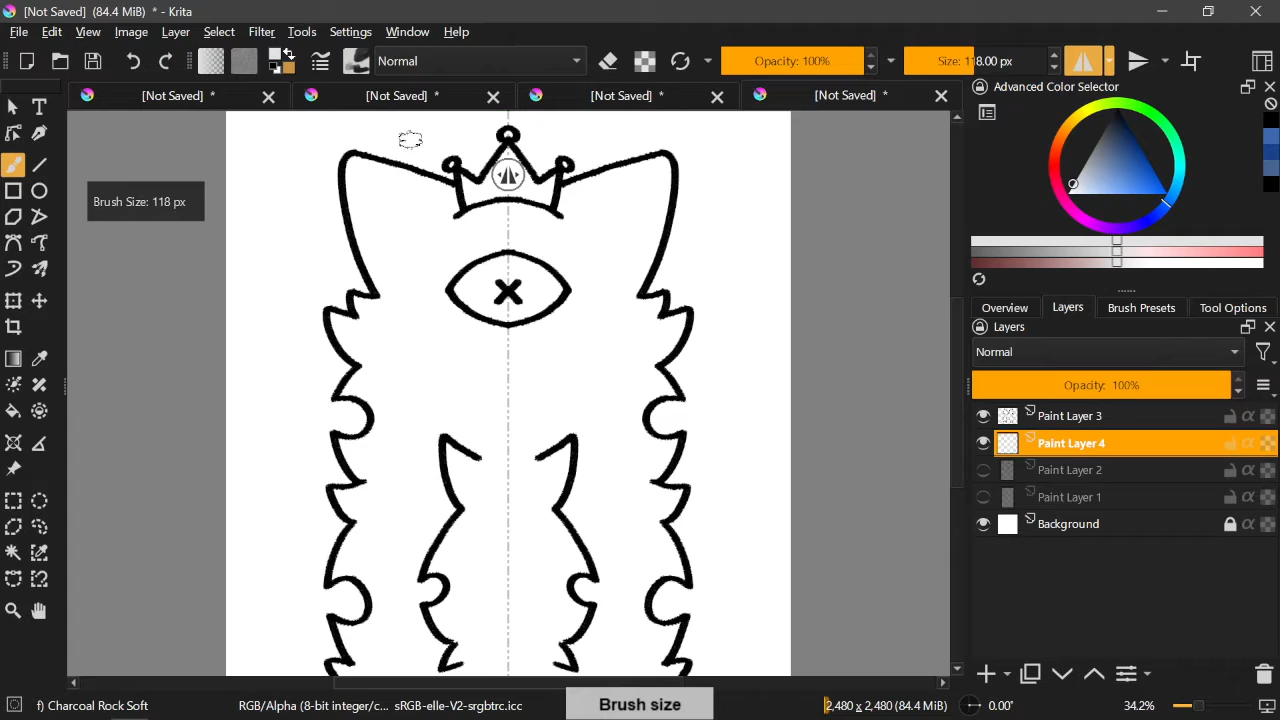 [Not Saved] (84.4 MiB) * - Krita
File Edit View Image Layer Select Filter Tools Settings Window Help
Normal
Opacity: 100%
Size: 118.00 px
[Not Saved] *
[Not Saved] *
[Not Saved] *
[Not Saved] *
Advanced Color Selector
Brush Size: 118 px
Overview
Layers
Brush Presets
Tool Options
Layers
Normal
Opacity: 100%
Paint Layer 3
Paint Layer 4
Paint Layer 2
Paint Layer 1
Background
f) Charcoal Rock Soft
RGB/Alpha (8-bit integer/c... sRGB-elle-V2-srgbtrc.icc
Brush size
2,480 x 2,480 (84.4 MiB)
0.00°
34.2%